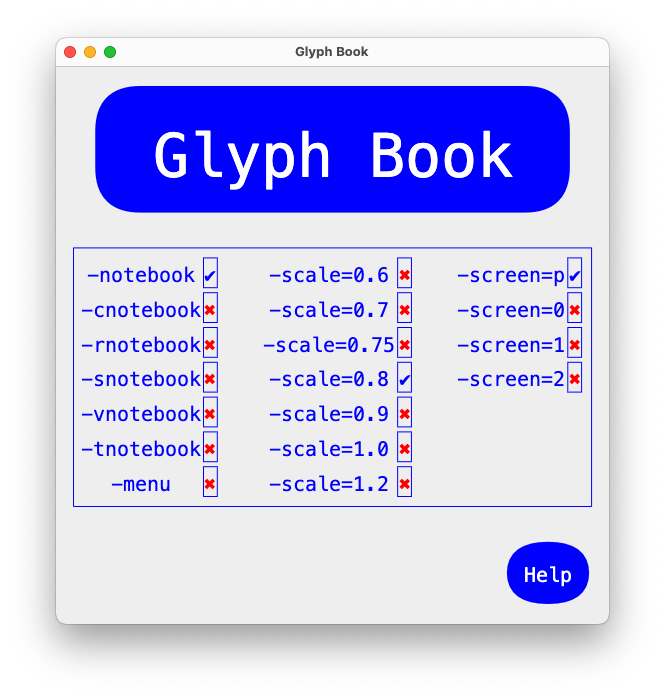 Glyph Book
Glyph Book
-notebook ✔ -scale=0.6 ✖ -screen=p ✔
-cnotebook ✖ -scale=0.7 ✖ -screen=0 ✖
-rnotebook ✖ -scale=0.75 ✖ -screen=1 ✖
-snotebook ✖ -scale=0.8 ✔ -screen=2 ✖
-vnotebook ✖ -scale=0.9 ✖
-tnotebook ✖ -scale=1.0 ✖
-menu ✖ -scale=1.2 ✖
Help